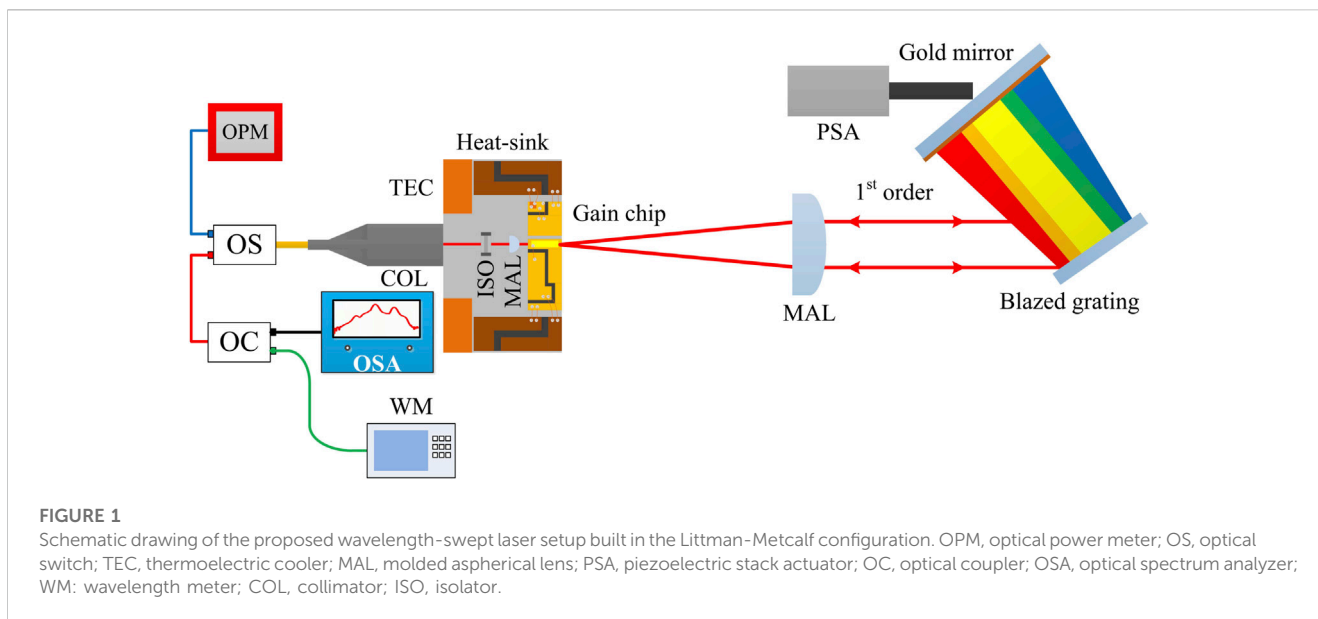 Gold mirror
OPM
PSA
Heat-sink
TEC
1st order
Gain chip
OS
ISO
MAL
COL
MAL
Blazed grating
OC
OSA
WM
FIGURE 1
Schematic drawing of the proposed wavelength-swept laser setup built in the Littman-Metcalf configuration. OPM, optical power meter; OS, optical
switch; TEC, thermoelectric cooler; MAL, molded aspherical lens; PSA, piezoelectric stack actuator; OC, optical coupler; OSA, optical spectrum analyzer;
WM: wavelength meter; COL, collimator; ISO, isolator.